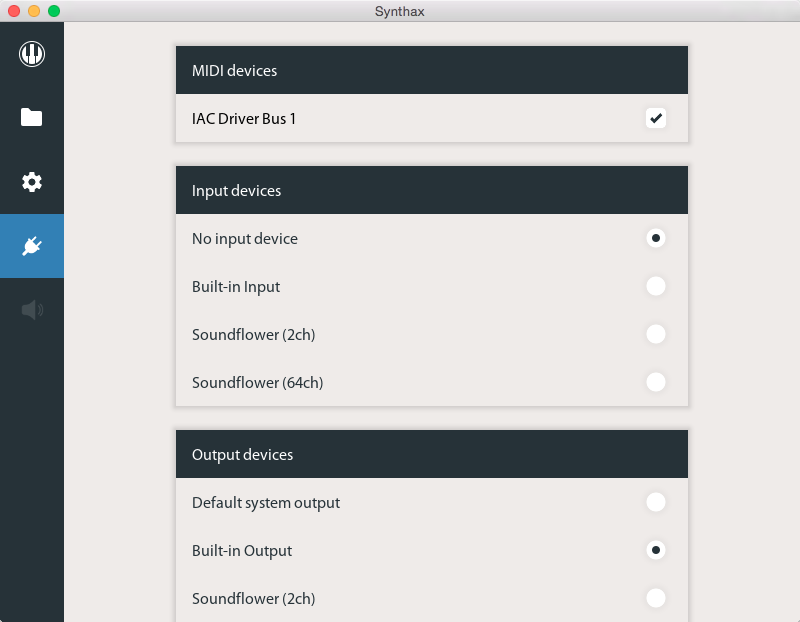 Synthax
MIDI devices
IAC Driver Bus 1
Input devices
No input device
Built-in Input
Soundflower (2ch)
Soundflower (64ch)
Output devices
Default system output
Built-in Output
Soundflower (2ch)